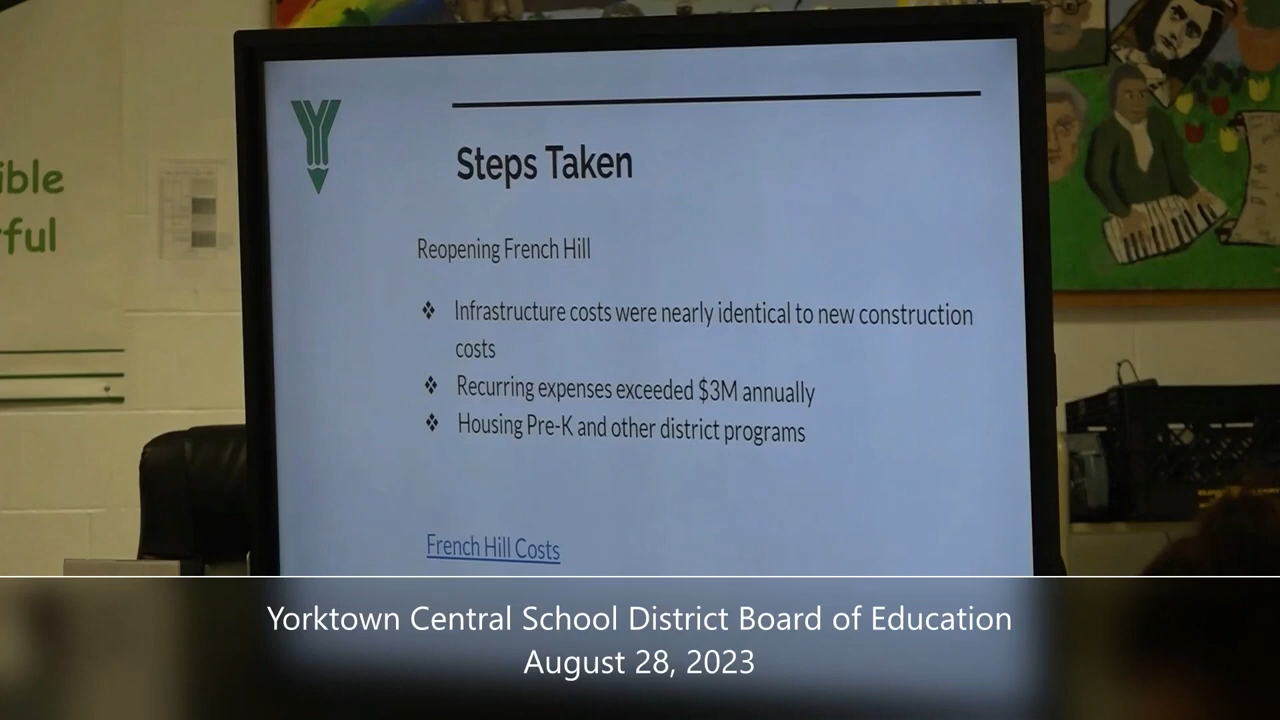 ible
ful
Steps Taken
Reopening French Hill
❖ Infrastructure costs were nearly identical to new construction
costs
❖ Recurring expenses exceeded $3M annually
❖ Housing Pre-K and other district programs
French Hill Costs
Yorktown Central School District Board of Education
August 28, 2023